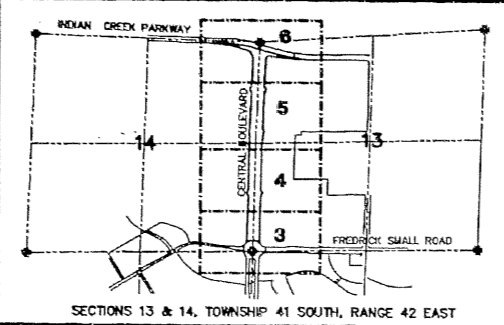 INDIAN CREEK PARKWAY
6
5
CENTRAL BOULEVARD
14
13
4
3
FREDRICK SMALL ROAD
SECTIONS 13 & 14, TOWNSHIP 41 SOUTH, RANGE 42 EAST